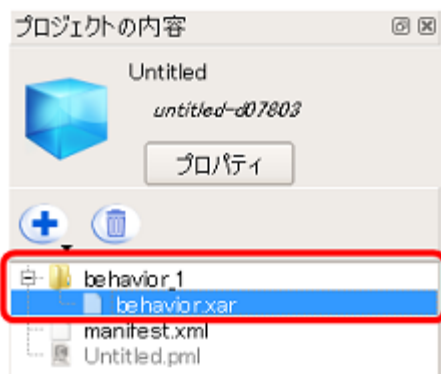 プロジェクトの内容
Untitled
untitled-d07803
プロパティ
behavior_1
behavior.xar
manifest.xml
Untitled.pml